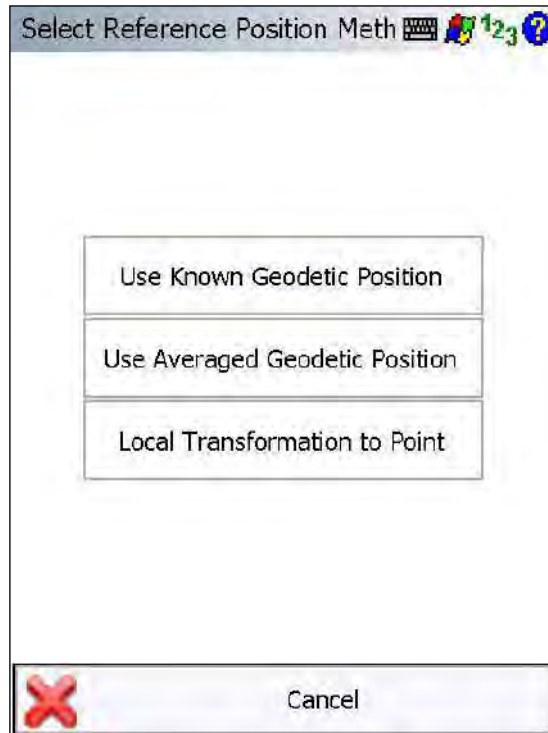 Select Reference Position Meth 123 ?
Use Known Geodetic Position
Use Averaged Geodetic Position
Local Transformation to Point
Cancel